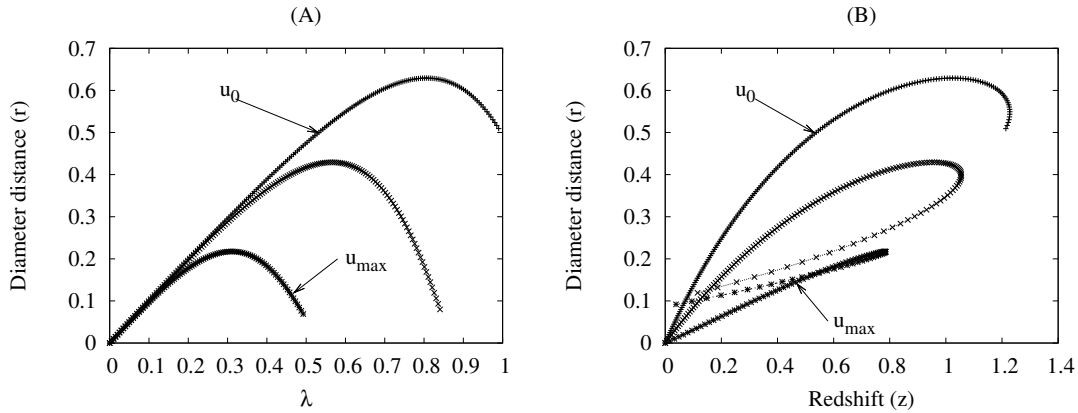 (A)
Diameter distance (r)
0.7
0.6
0.5
0.4
0.3
0.2
0.1
0
u0
umax
0 0.1 0.2 0.3 0.4 0.5 0.6 0.7 0.8 0.9 1
λ
(B)
Diameter distance (r)
0.7
0.6
0.5
0.4
0.3
0.2
0.1
0
u0
umax
0 0.2 0.4 0.6 0.8 1 1.2 1.4
Redshift (z)